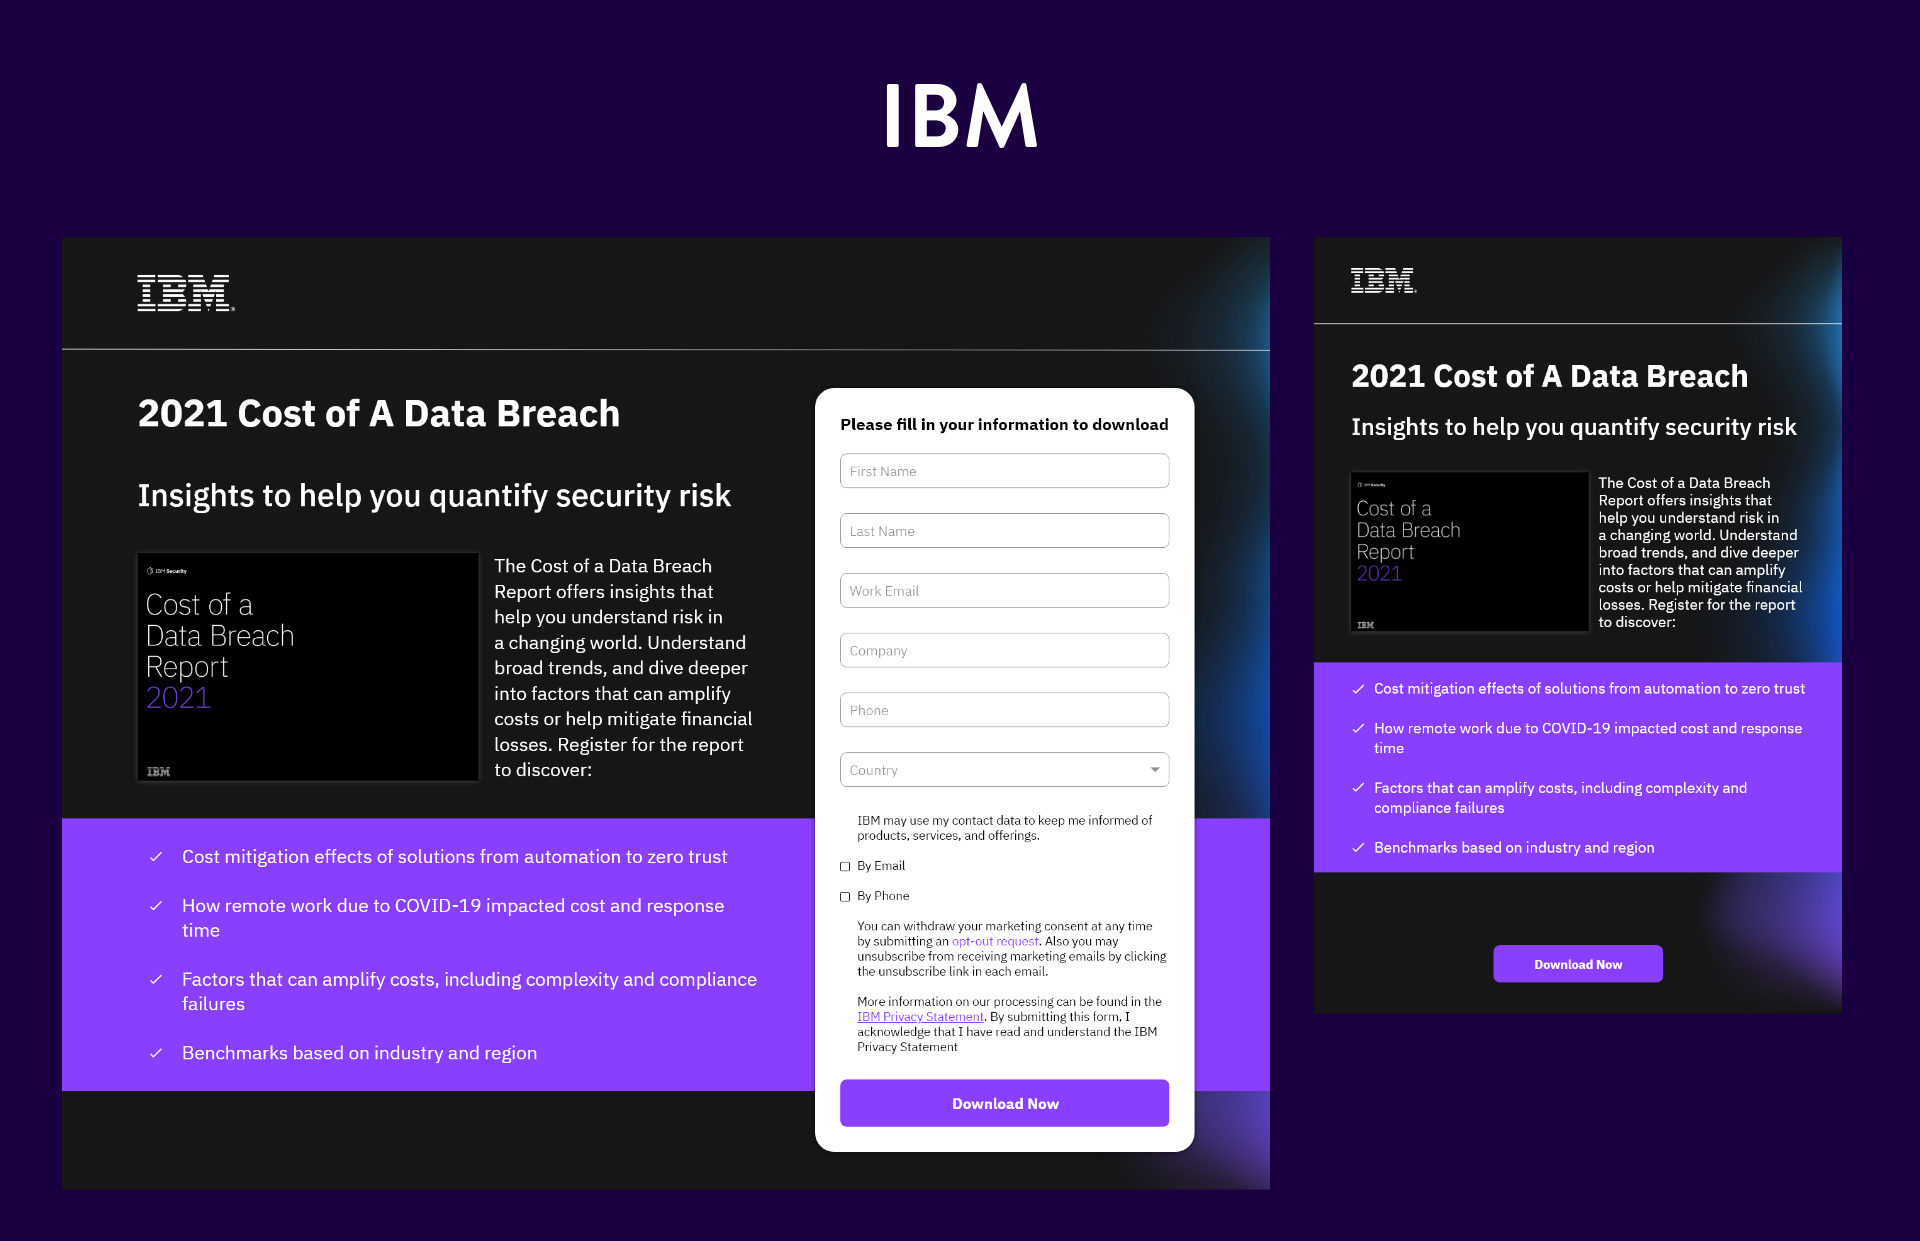 IBM
IBM
2021 Cost of A Data Breach
Insights to help you quantify security risk
IBM Security
Cost of a
Data Breach
Report
2021
IBM
The Cost of a Data Breach
Report offers insights that
help you understand risk in
a changing world. Understand
broad trends, and dive deeper
into factors that can amplify
costs or help mitigate financial
losses. Register for the report
to discover:
✓ Cost mitigation effects of solutions from automation to zero trust
✓ How remote work due to COVID-19 impacted cost and response
time
✓ Factors that can amplify costs, including complexity and compliance
failures
✓ Benchmarks based on industry and region
Please fill in your information to download
First Name
Last Name
Work Email
Company
Phone
Country
IBM may use my contact data to keep me informed of
products, services, and offerings.
By Email
By Phone
You can withdraw your marketing consent at any time
by submitting an opt-out request. Also you may
unsubscribe from receiving marketing emails by clicking
the unsubscribe link in each email.
More information on our processing can be found in the
IBM Privacy Statement. By submitting this form, I
acknowledge that I have read and understand the IBM
Privacy Statement
Download Now
IBM
2021 Cost of A Data Breach
Insights to help you quantify security risk
IBM Security
Cost of a
Data Breach
Report
2021
IBM
The Cost of a Data Breach
Report offers insights that
help you understand risk in
a changing world. Understand
broad trends, and dive deeper
into factors that can amplify
costs or help mitigate financial
losses. Register for the report
to discover:
✓ Cost mitigation effects of solutions from automation to zero trust
✓ How remote work due to COVID-19 impacted cost and response
time
✓ Factors that can amplify costs, including complexity and
compliance failures
✓ Benchmarks based on industry and region
Download Now